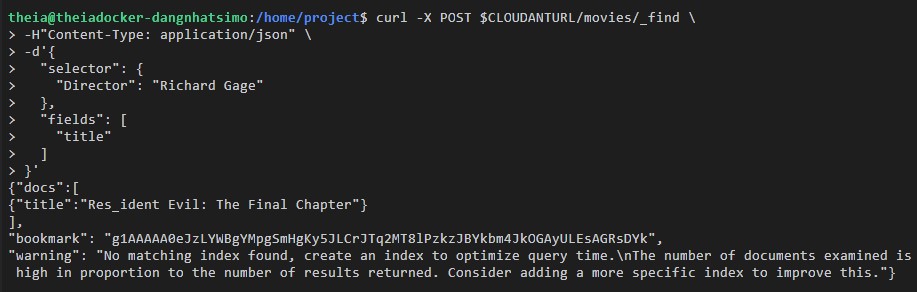 theia@theiadocker-dangnhatsimo:/home/project$ curl -X POST $CLOUDANTURL/movies/_find \
> -H"Content-Type: application/json" \
> -d'{
>   "selector": {
>     "Director": "Richard Gage"
>   },
>   "fields": [
>     "title"
>   ]
> }'
{"docs":[
{"title":"Res_ident Evil: The Final Chapter"}
],
"bookmark": "g1AAAAA0eJzLYWBgYMpgSmHgKy5JLCrJTq2MT8lPzkzJBYkbm4JkOGAyULEsAGRsDYk",
"warning": "No matching index found, create an index to optimize query time.\nThe number of documents examined is
high in proportion to the number of results returned. Consider adding a more specific index to improve this."}